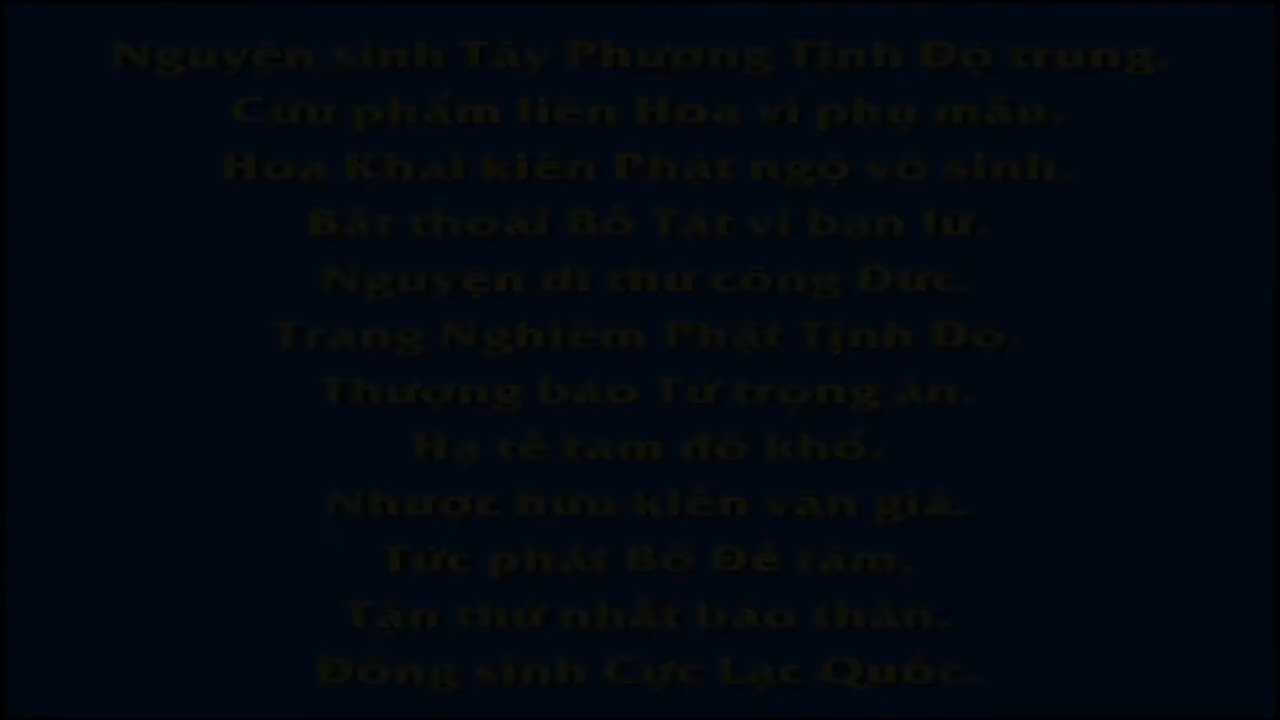 Nguyện sinh Tây Phương Tịnh Độ trung.
Cửu phẩm liên Hoa vi phụ mẫu.
Hoa Khai kiến Phật ngộ vô sinh.
Bất thoái Bồ Tát vi bạn lữ.
Nguyện dĩ thử công Đức.
Trang Nghiêm Phật Tịnh Độ.
Thượng báo Tứ trọng ân.
Hạ tế tam đồ khổ.
Nhược hữu kiến văn giả.
Tức phát Bồ Đề tâm.
Tận thử nhất báo thân.
Đồng sinh Cực Lạc Quốc.